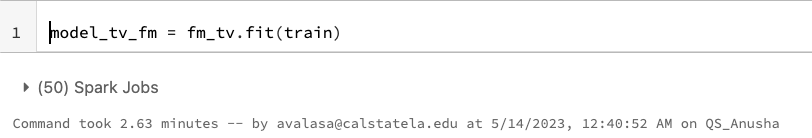 1 model_tv_fm = fm_tv.fit(train)
(50) Spark Jobs
Command took 2.63 minutes -- by avalasa@calstatela.edu at 5/14/2023, 12:40:52 AM on QS_Anusha